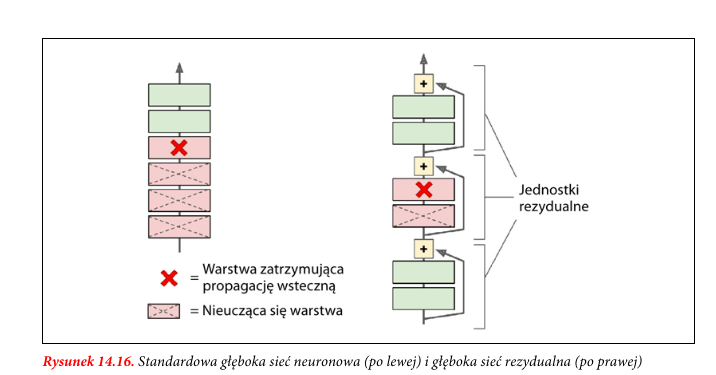 +
+
+
Jednostki
rezydualne
= Warstwa zatrzymująca
propagację wsteczną
= Nieucząca się warstwa
Rysunek 14.16. Standardowa głęboka sieć neuronowa (po lewej) i głęboka sieć rezydualna (po prawej)